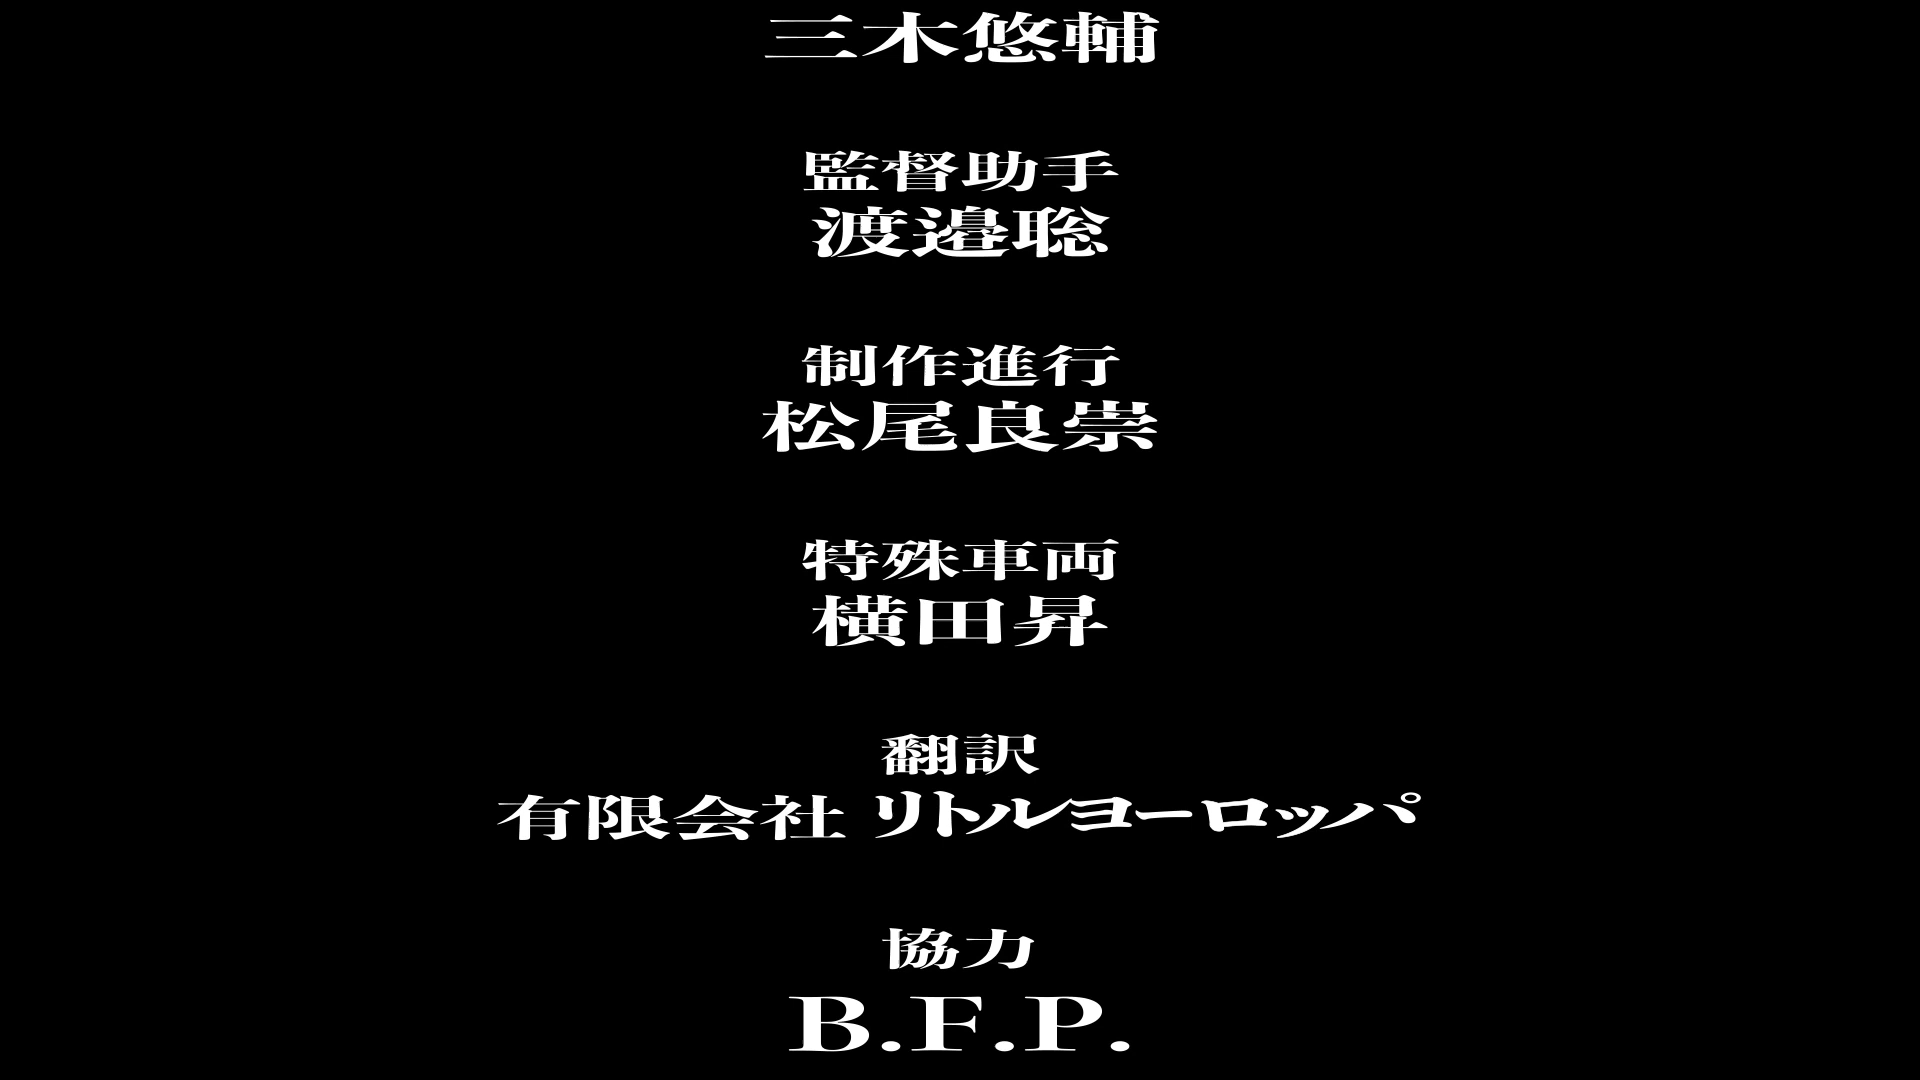 三木悠輔
監督助手
渡邉聡
制作進行
松尾良崇
特殊車両
横田昇
翻訳
有限会社 リトルヨーロッパ
協力
B.F.P.